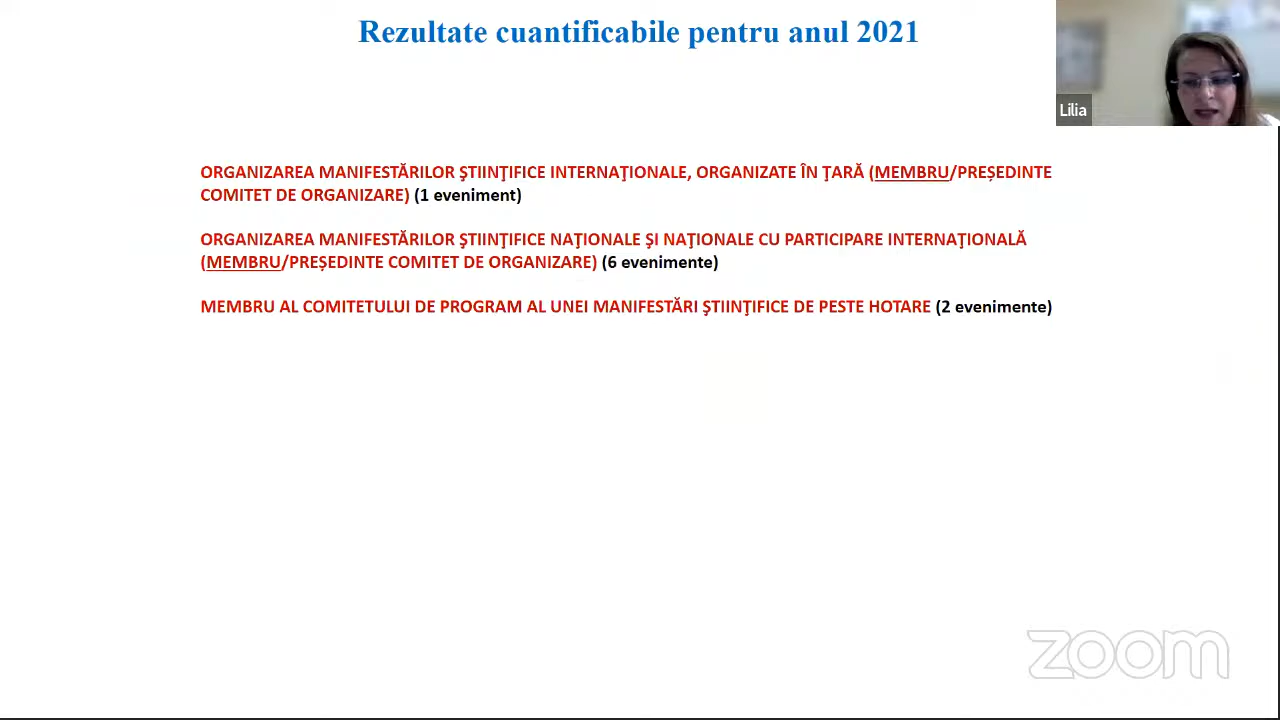 Rezultate cuantificabile pentru anul 2021
Lilia
ORGANIZAREA MANIFESTĂRILOR ŞTIINŢIFICE INTERNAŢIONALE, ORGANIZATE ÎN ŢARĂ (MEMBRU/PREȘEDINTE
COMITET DE ORGANIZARE) (1 eveniment)
ORGANIZAREA MANIFESTĂRILOR ŞTIINŢIFICE NAŢIONALE ŞI NAŢIONALE CU PARTICIPARE INTERNAŢIONALĂ
(MEMBRU/PREȘEDINTE COMITET DE ORGANIZARE) (6 evenimente)
MEMBRU AL COMITETULUI DE PROGRAM AL UNEI MANIFESTĂRI ŞTIINŢIFICE DE PESTE HOTARE (2 evenimente)
zoom